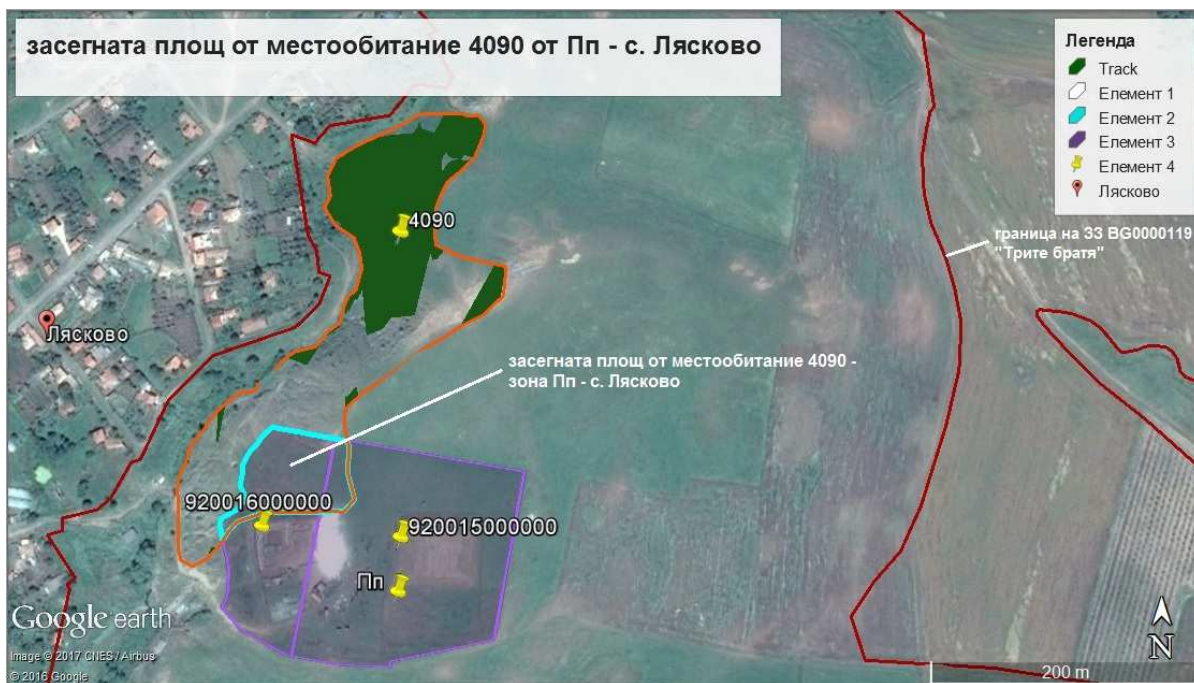 засегната площ от местообитание 4090 от Пп - с. Лясково
Легенда
Track
Елемент 1
Елемент 2
Елемент 3
Елемент 4
Лясково
4090
граница на ЗЗ BG0000119
"Трите братя"
Лясково
засегната площ от местообитание 4090 -
зона Пп - с. Лясково
920016000000
920015000000
Пп
Google earth
Image © 2017 CNES / Airbus
© 2016 Google
N
200 m